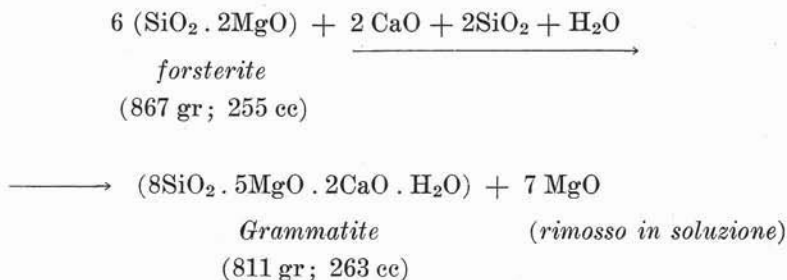 6 (SiO₂ . 2MgO) + 2 CaO + 2SiO₂ + H₂O
forsterite
(867 gr; 255 cc)
⟶ (8SiO₂ . 5MgO . 2CaO . H₂O) + 7 MgO
Grammatite (rimosso in soluzione)
(811 gr; 263 cc)